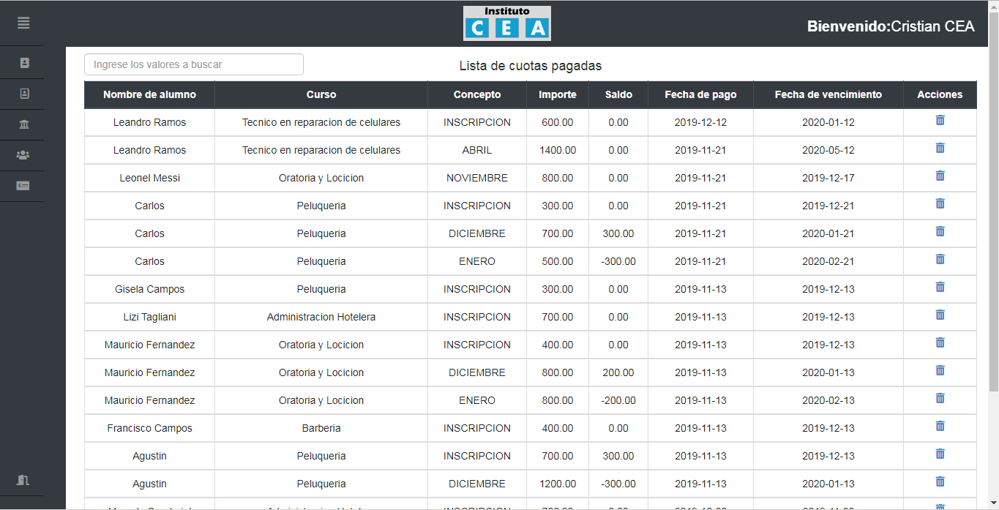 Instituto
CEA
Bienvenido:Cristian CEA
Ingrese los valores a buscar
Lista de cuotas pagadas
Nombre de alumno Curso Concepto Importe Saldo Fecha de pago Fecha de vencimiento Acciones
Leandro Ramos Tecnico en reparacion de celulares INSCRIPCION 600.00 0.00 2019-12-12 2020-01-12
Leandro Ramos Tecnico en reparacion de celulares ABRIL 1400.00 0.00 2019-11-21 2020-05-12
Leonel Messi Oratoria y Locicion NOVIEMBRE 800.00 0.00 2019-11-21 2019-12-17
Carlos Peluqueria INSCRIPCION 300.00 0.00 2019-11-21 2019-12-21
Carlos Peluqueria DICIEMBRE 700.00 300.00 2019-11-21 2020-01-21
Carlos Peluqueria ENERO 500.00 -300.00 2019-11-21 2020-02-21
Gisela Campos Peluqueria INSCRIPCION 300.00 0.00 2019-11-13 2019-12-13
Lizi Tagliani Administracion Hotelera INSCRIPCION 700.00 0.00 2019-11-13 2019-12-13
Mauricio Fernandez Oratoria y Locicion INSCRIPCION 400.00 0.00 2019-11-13 2019-12-13
Mauricio Fernandez Oratoria y Locicion DICIEMBRE 800.00 200.00 2019-11-13 2020-01-13
Mauricio Fernandez Oratoria y Locicion ENERO 800.00 -200.00 2019-11-13 2020-02-13
Francisco Campos Barberia INSCRIPCION 400.00 0.00 2019-11-13 2019-12-13
Agustin Peluqueria INSCRIPCION 700.00 300.00 2019-11-13 2019-12-13
Agustin Peluqueria DICIEMBRE 1200.00 -300.00 2019-11-13 2020-01-13